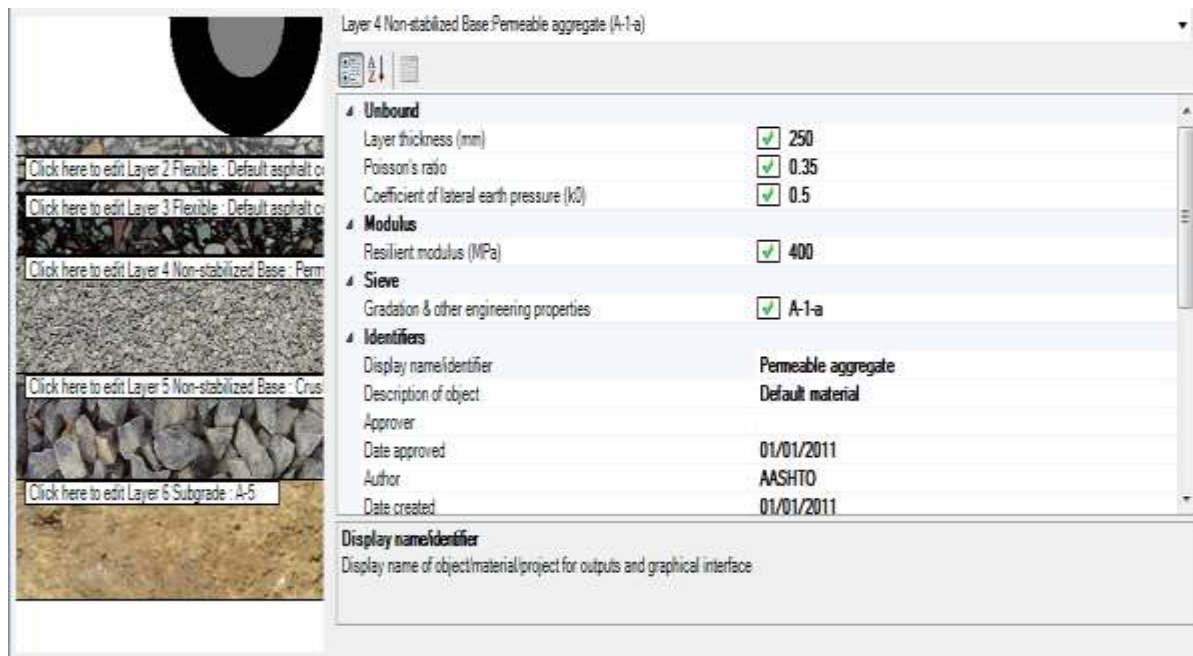 Layer 4 Non-stabilized Base:Permeable aggregate (A-1-a)
Unbound
Layer thickness (mm) 250
Poisson's ratio 0.35
Coefficient of lateral earth pressure (k0) 0.5
Modulus
Resilient modulus (MPa) 400
Sieve
Gradation & other engineering properties A-1-a
Identifiers
Display name/identifier Permeable aggregate
Description of object Default material
Approver
Date approved 01/01/2011
Author AASHTO
Date created 01/01/2011
Display name/identifier
Display name of object/material/project for outputs and graphical interface
Click here to edit Layer 2 Flexible : Default asphalt c
Click here to edit Layer 3 Flexible : Default asphalt c
Click here to edit Layer 4 Non-stabilized Base : Perm
Click here to edit Layer 5 Non-stabilized Base : Crus
Click here to edit Layer 6 Subgrade : A-5